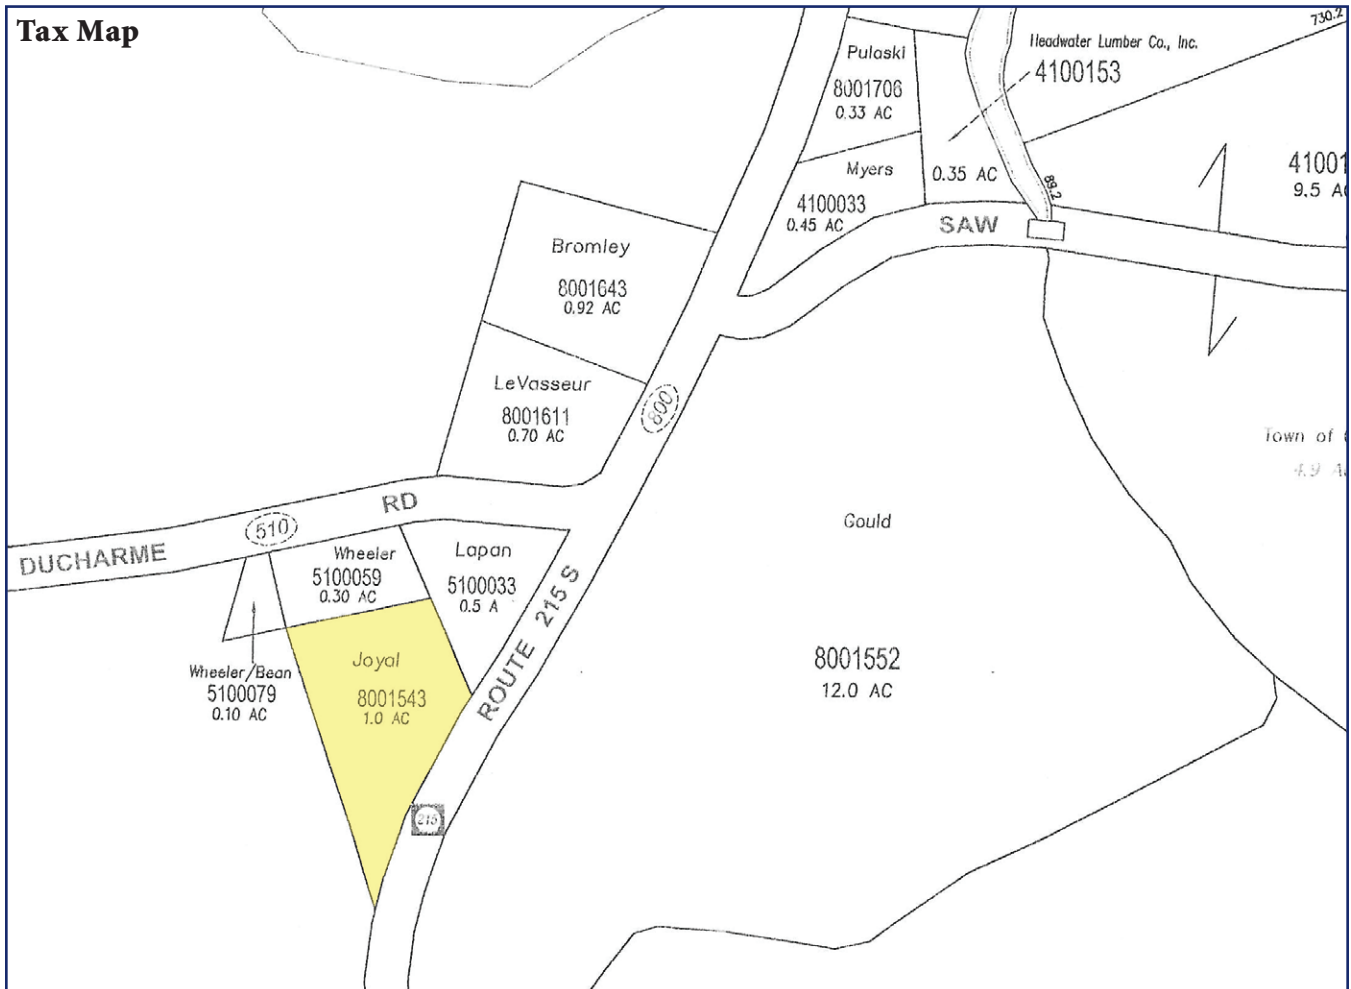 Tax Map
730.2
Headwater Lumber Co., Inc.
4100153
Pulaski
8001706
0.33 AC
Myers
4100033
0.45 AC
0.35 AC
89.2
SAW
9.5
Bromley
8001643
0.92 AC
LeVasseur
8001611
0.70 AC
800
Town of
4.9
DUCHARME
510
RD
Wheeler
5100059
0.30 AC
Lapan
5100033
0.5 A
ROUTE 215 S
Gould
8001552
12.0 AC
Joyal
8001543
1.0 AC
Wheeler/Bean
5100079
0.10 AC
215